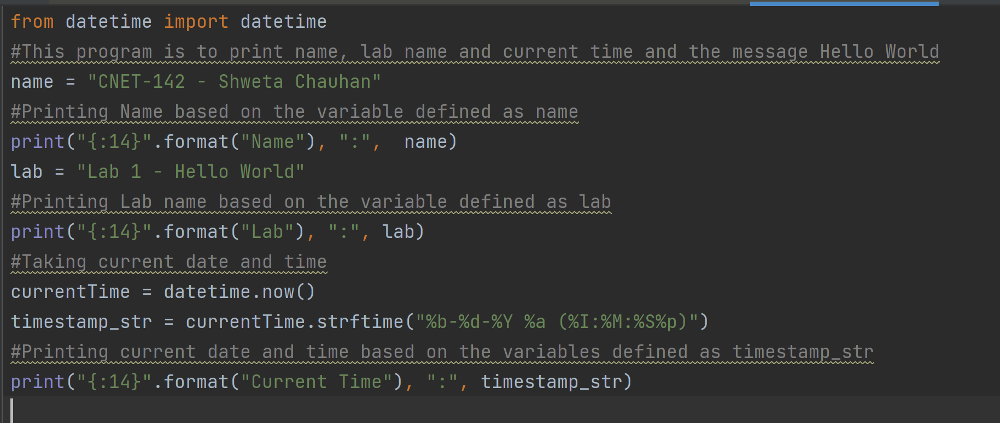 from datetime import datetime
#This program is to print name, lab name and current time and the message Hello World
name = "CNET-142 - Shweta Chauhan"
#Printing Name based on the variable defined as name
print("{:14}".format("Name"), ":",  name)
lab = "Lab 1 - Hello World"
#Printing Lab name based on the variable defined as lab
print("{:14}".format("Lab"), ":", lab)
#Taking current date and time
currentTime = datetime.now()
timestamp_str = currentTime.strftime("%b-%d-%Y %a (%I:%M:%S%p)")
#Printing current date and time based on the variables defined as timestamp_str
print("{:14}".format("Current Time"), ":", timestamp_str)